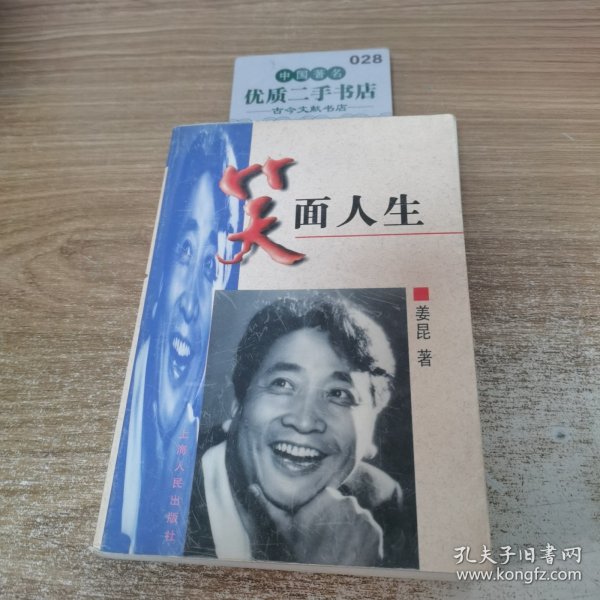 028
中国著名
优质二手书店
古今文献书店
笑面人生
姜昆 著
上海人民出版社
孔夫子旧书网
www.kongfz.com